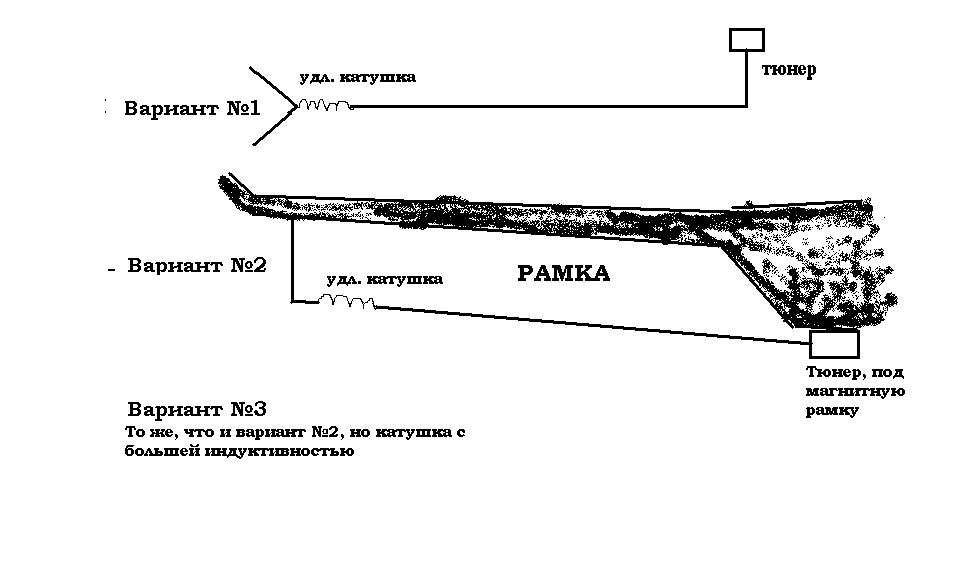 удл. катушка
тюнер
Вариант №1
Вариант №2
удл. катушка
РАМКА
Тюнер, под
магнитную
рамку
Вариант №3
То же, что и вариант №2, но катушка с
большей индуктивностью